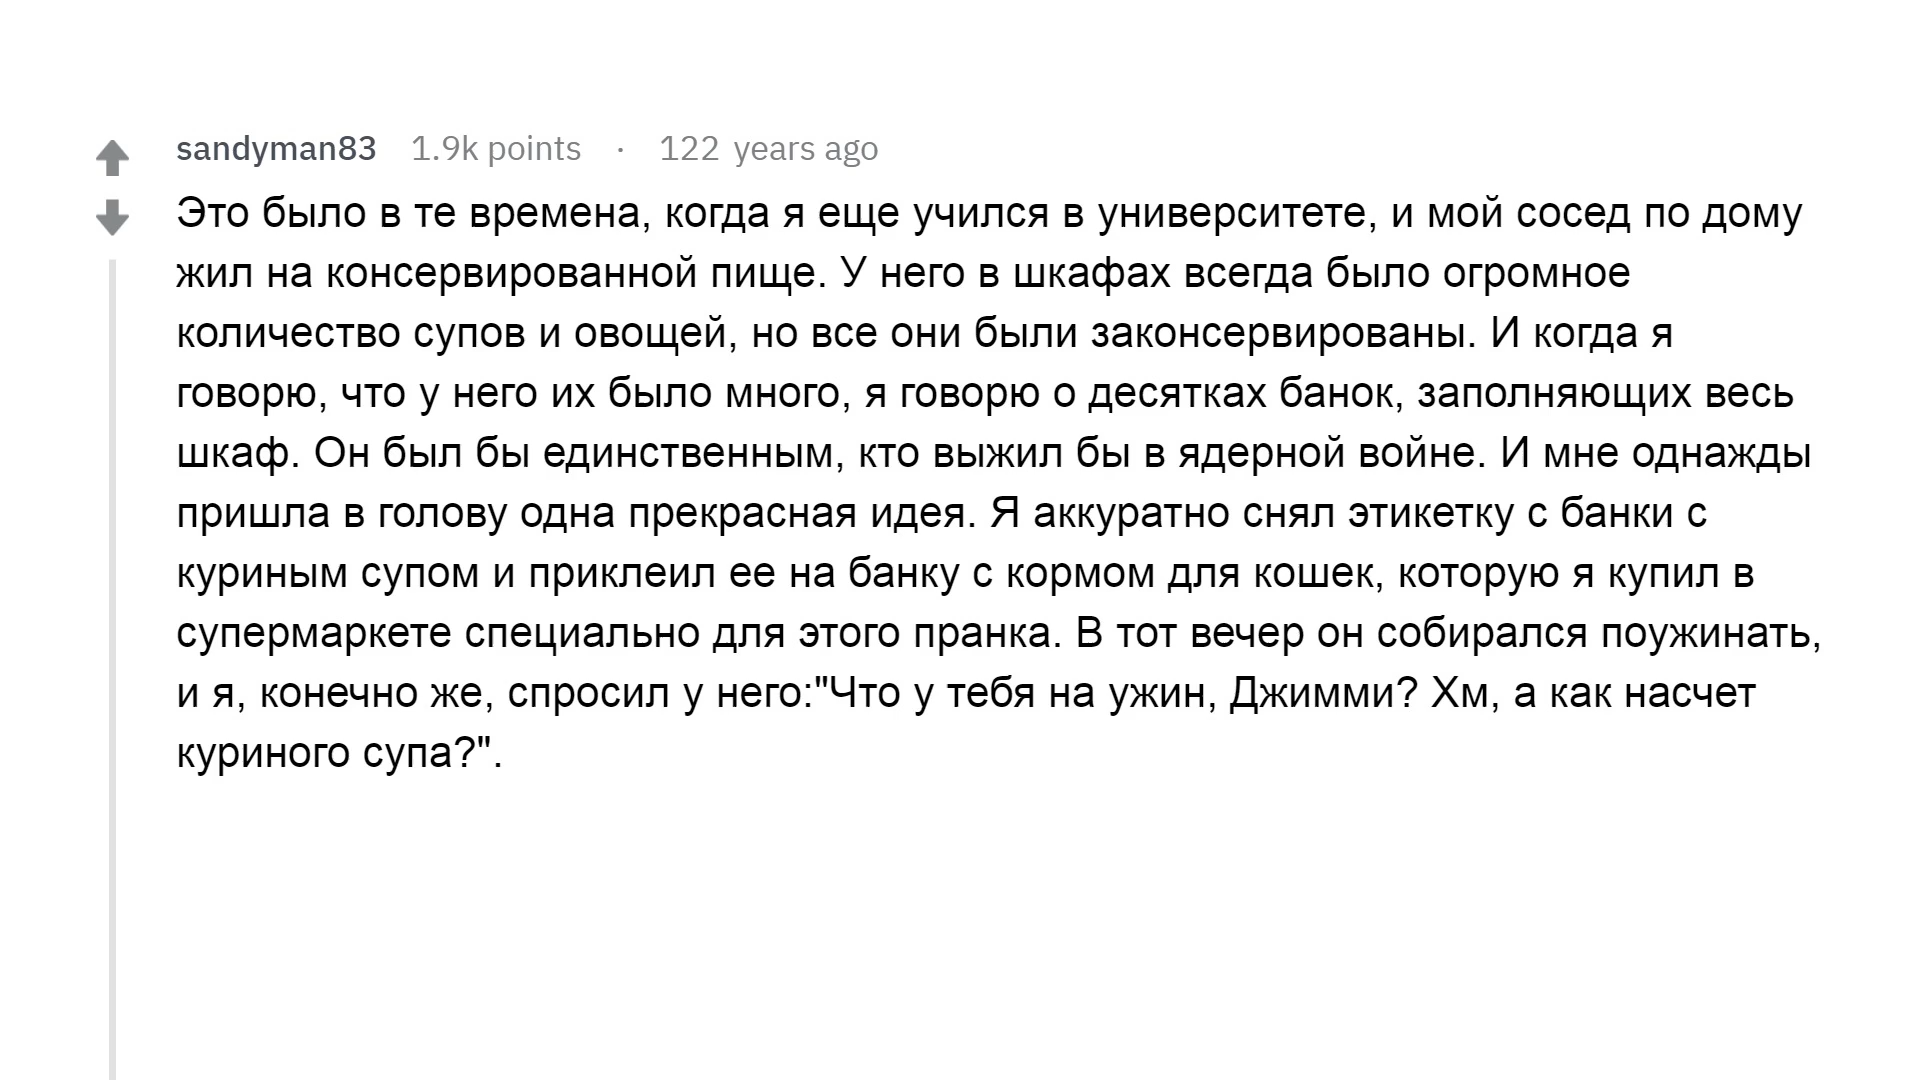 sandyman83 1.9k points · 122 years ago
Это было в те времена, когда я еще учился в университете, и мой сосед по дому
жил на консервированной пище. У него в шкафах всегда было огромное
количество супов и овощей, но все они были законсервированы. И когда я
говорю, что у него их было много, я говорю о десятках банок, заполняющих весь
шкаф. Он был бы единственным, кто выжил бы в ядерной войне. И мне однажды
пришла в голову одна прекрасная идея. Я аккуратно снял этикетку с банки с
куриным супом и приклеил ее на банку с кормом для кошек, которую я купил в
супермаркете специально для этого пранка. В тот вечер он собирался поужинать,
и я, конечно же, спросил у него:"Что у тебя на ужин, Джимми? Хм, а как насчет
куриного супа?".